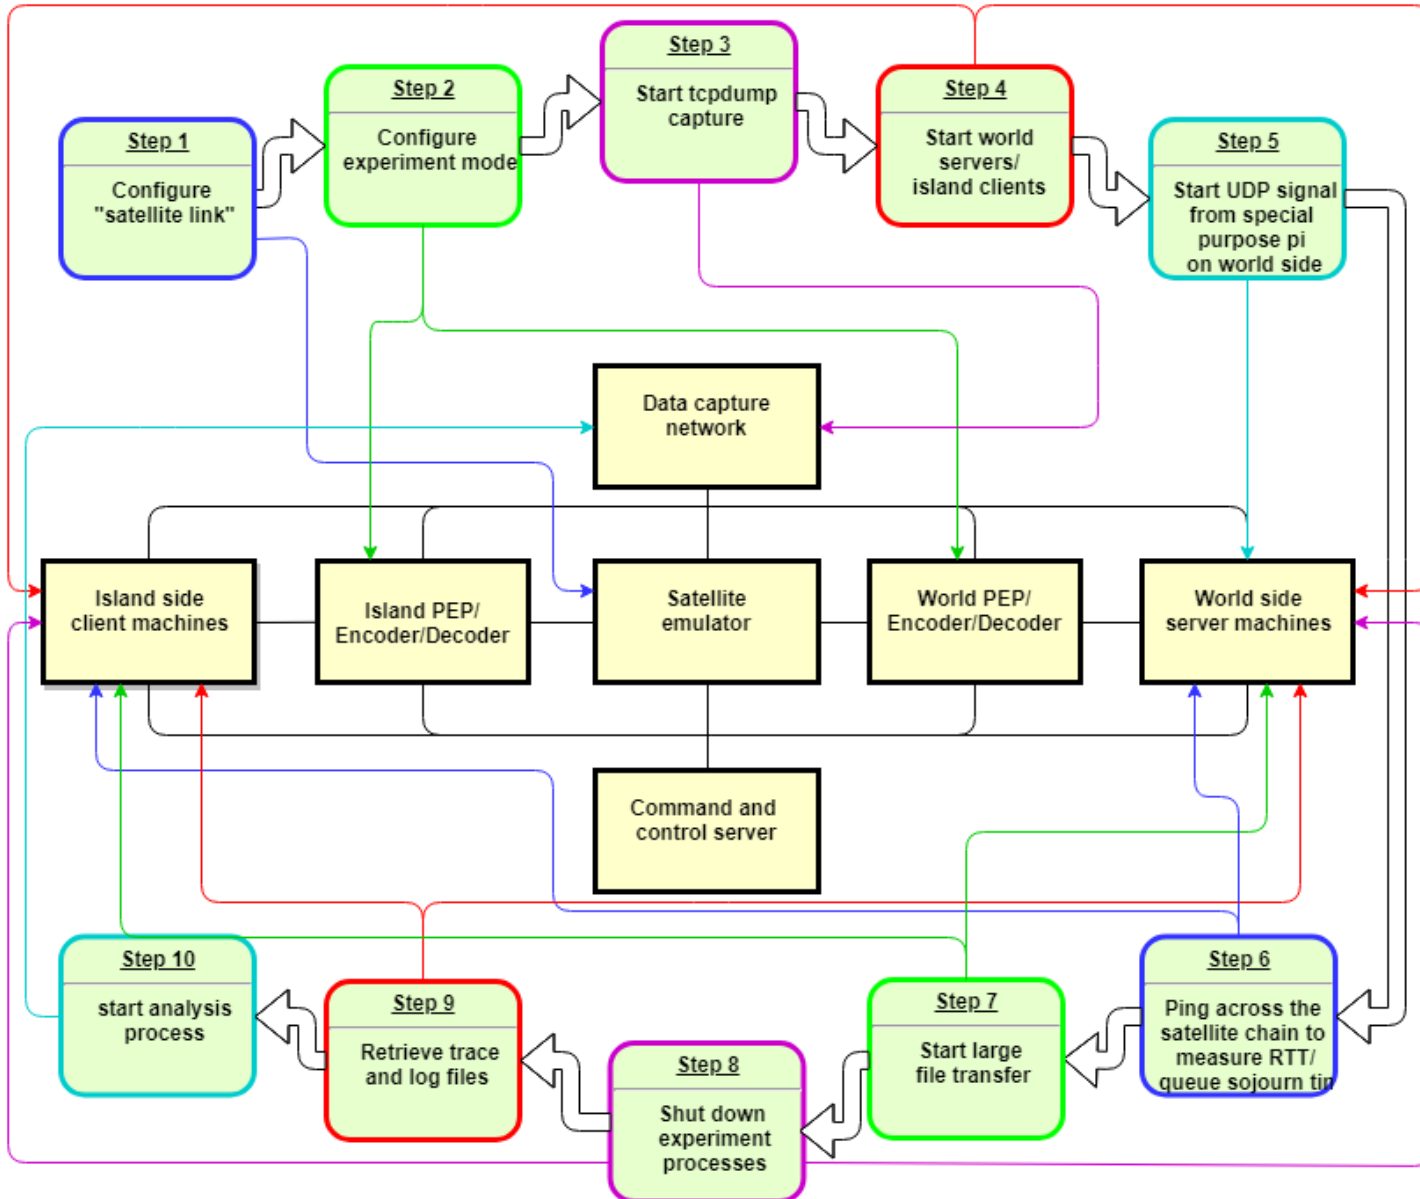 Step 1
Configure
"satellite link"
Step 2
Configure
experiment mode
Step 3
Start tcpdump
capture
Step 4
Start world
servers/
island clients
Step 5
Start UDP signal
from special
purpose pi
on world side
Data capture
network
Island side
client machines
Island PEP/
Encoder/Decoder
Satellite
emulator
World PEP/
Encoder/Decoder
World side
server machines
Command and
control server
Step 6
Ping across the
satellite chain to
measure RTT/
queue sojourn tin
Step 7
Start large
file transfer
Step 8
Shut down
experiment
processes
Step 9
Retrieve trace
and log files
Step 10
start analysis
process